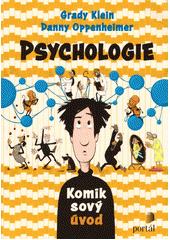 Grady Klein
Danny Oppenheimer
PSYCHOLOGIE
Komik
sový
úvod
portál